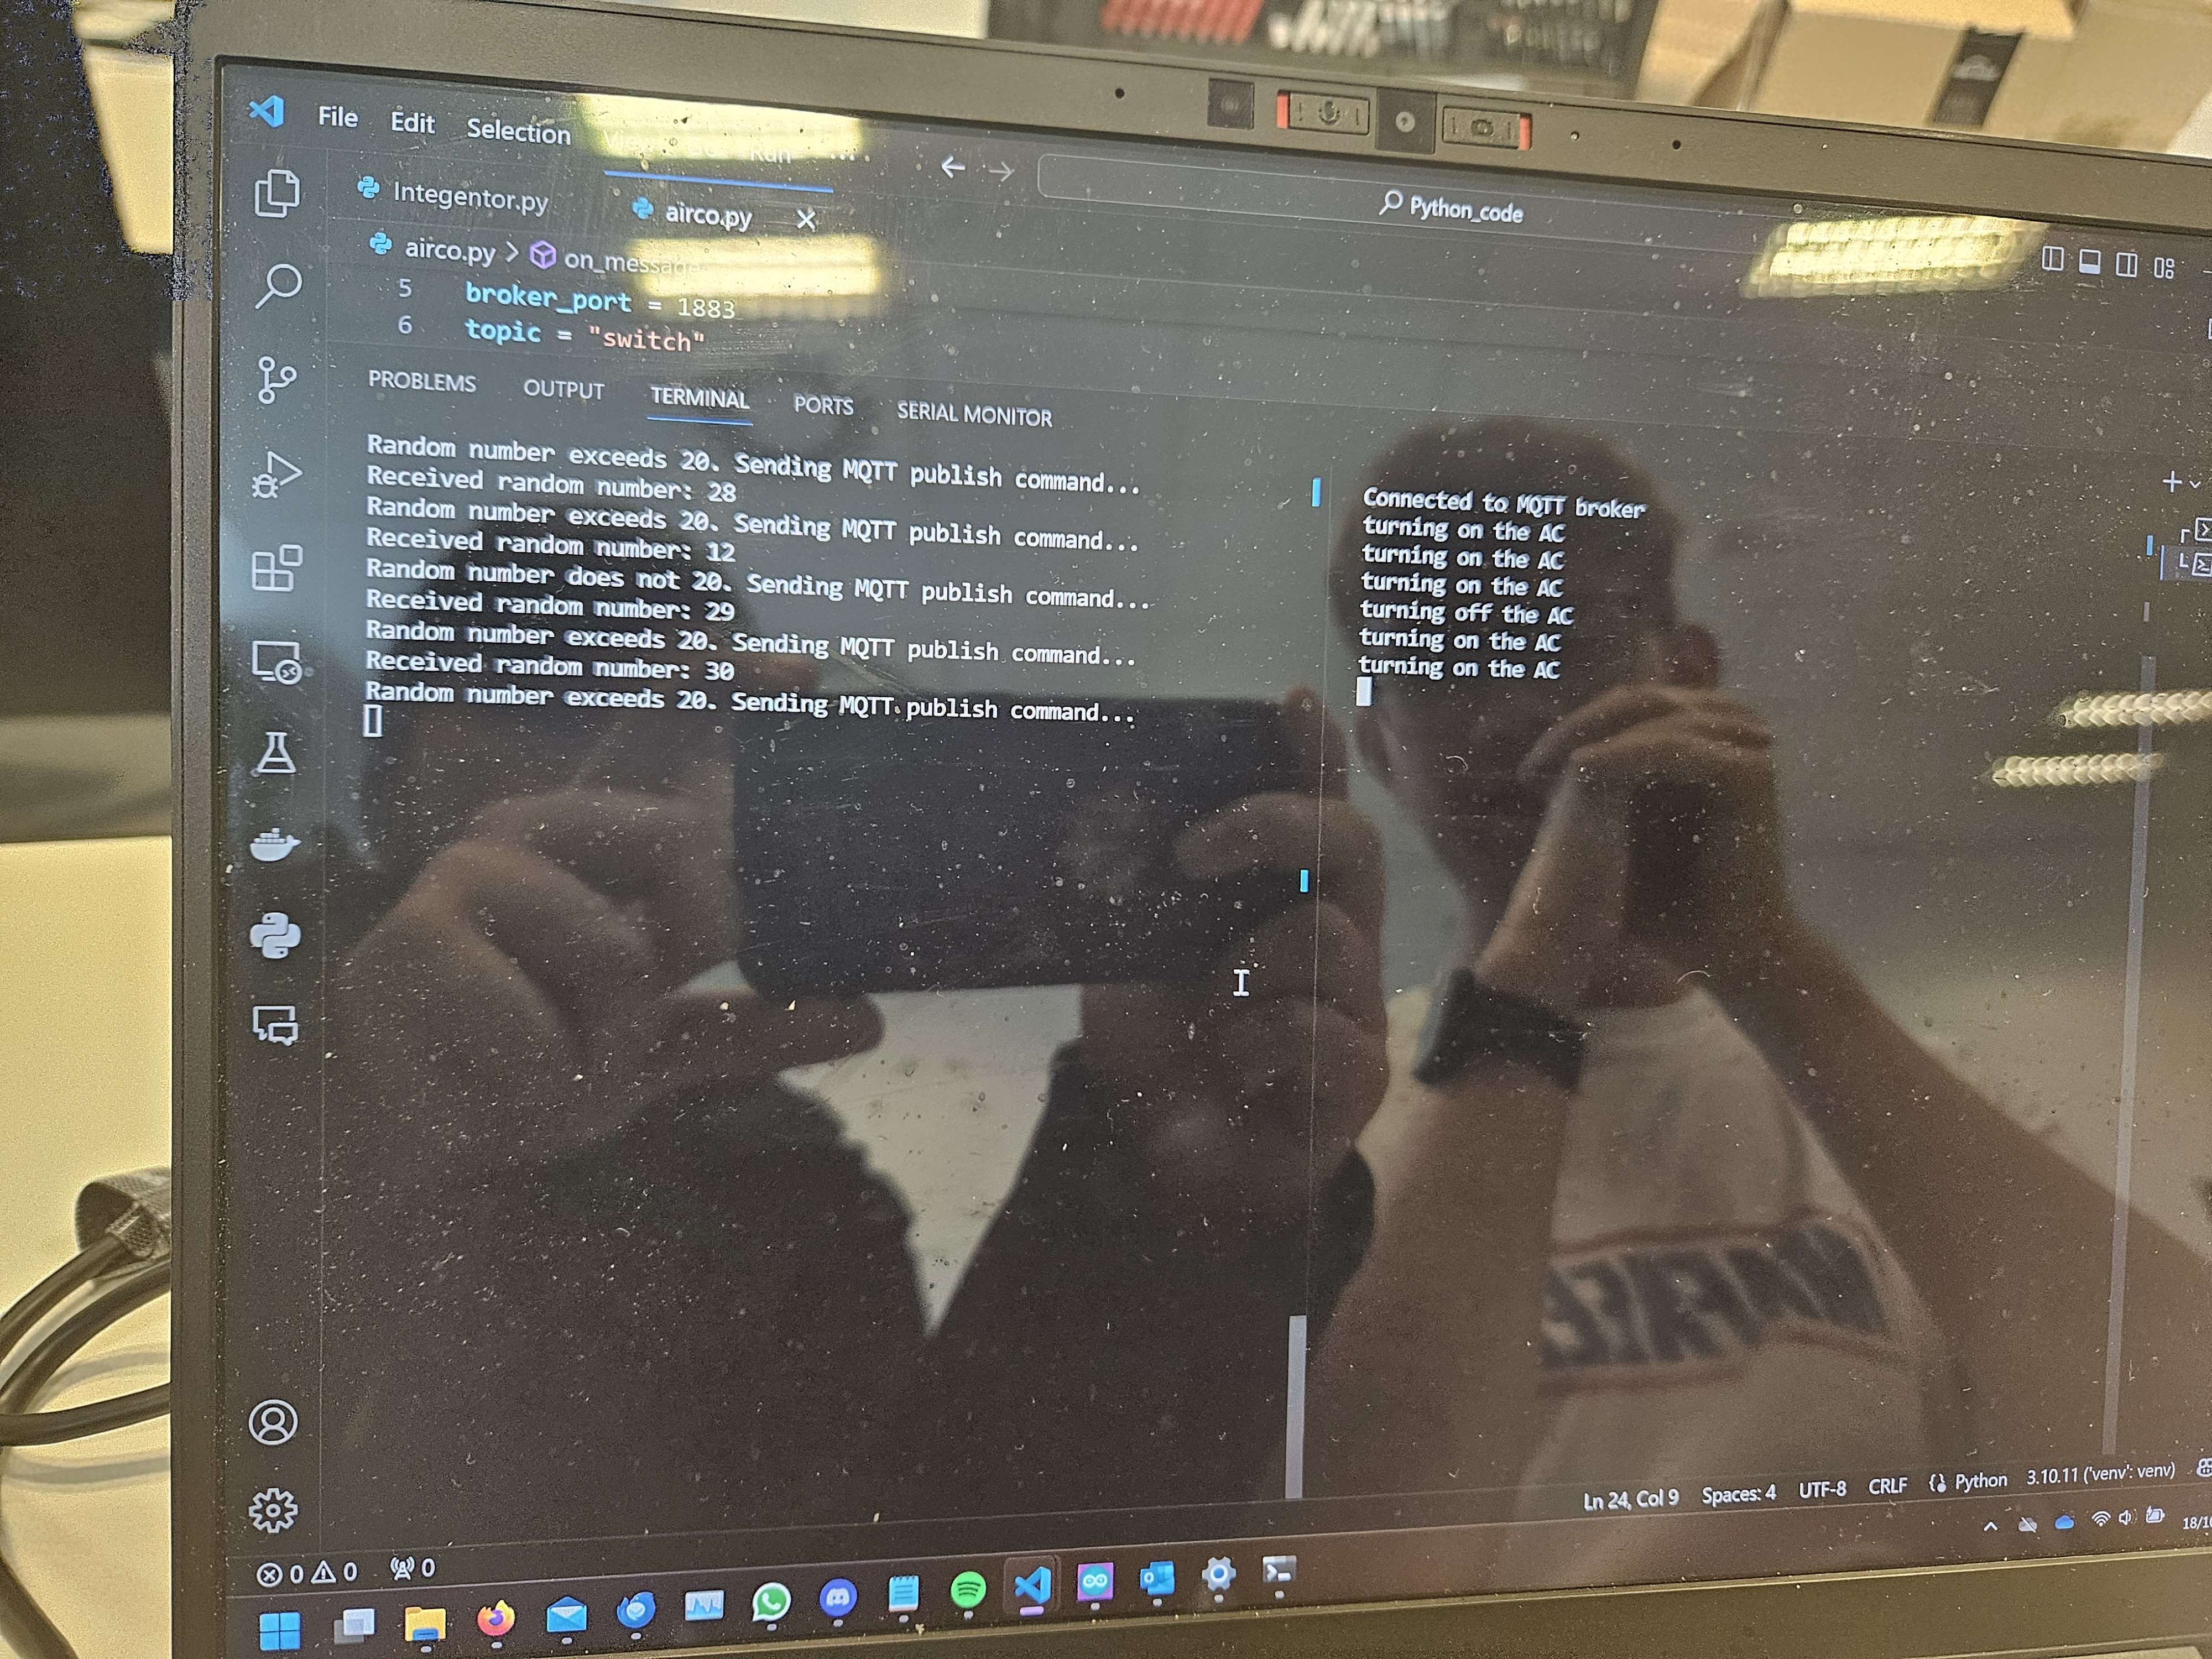 File Edit Selection View Run ...
Python_code
Integentor.py airco.py
airco.py > on_message
5 broker_port = 1883
6 topic = "switch"
PROBLEMS OUTPUT TERMINAL PORTS SERIAL MONITOR
Random number exceeds 20. Sending MQTT publish command...
Received random number: 28
Random number exceeds 20. Sending MQTT publish command...
Received random number: 12
Random number does not 20. Sending MQTT publish command...
Received random number: 29
Random number exceeds 20. Sending MQTT publish command...
Received random number: 30
Random number exceeds 20. Sending MQTT publish command...
Connected to MQTT broker
turning on the AC
turning on the AC
turning on the AC
turning off the AC
turning on the AC
turning on the AC
Ln 24, Col 9 Spaces: 4 UTF-8 CRLF Python 3.10.11 ('venv': venv)
0 0 0